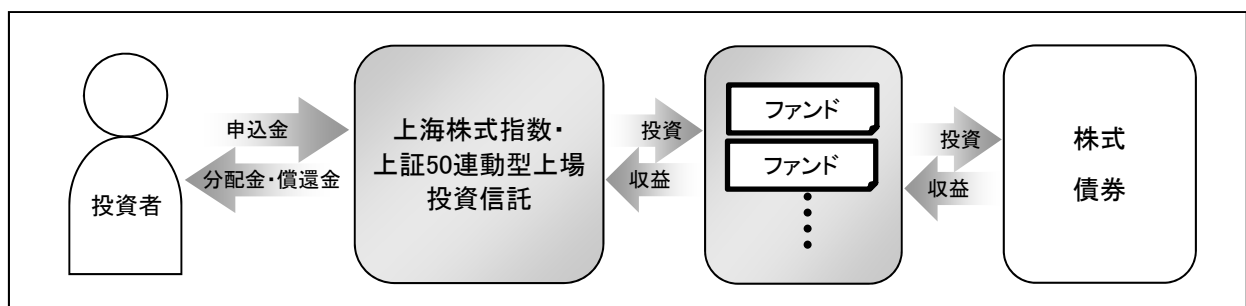 投資者
申込金
分配金・償還金
上海株式指数・
上証50連動型上場
投資信託
投資
収益
ファンド
ファンド
投資
収益
株式
債券